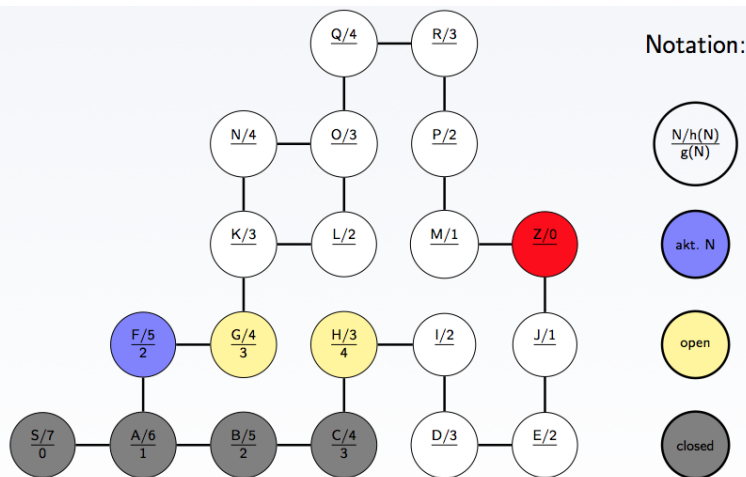 Q/4 R/3
Notation:
N/4 O/3 P/2
N/h(N)
g(N)
K/3 L/2 M/1 Z/0
akt. N
F/5 G/4 H/3 I/2 J/1
2 3 4
open
S/7 A/6 B/5 C/4 D/3 E/2
0 1 2 3
closed